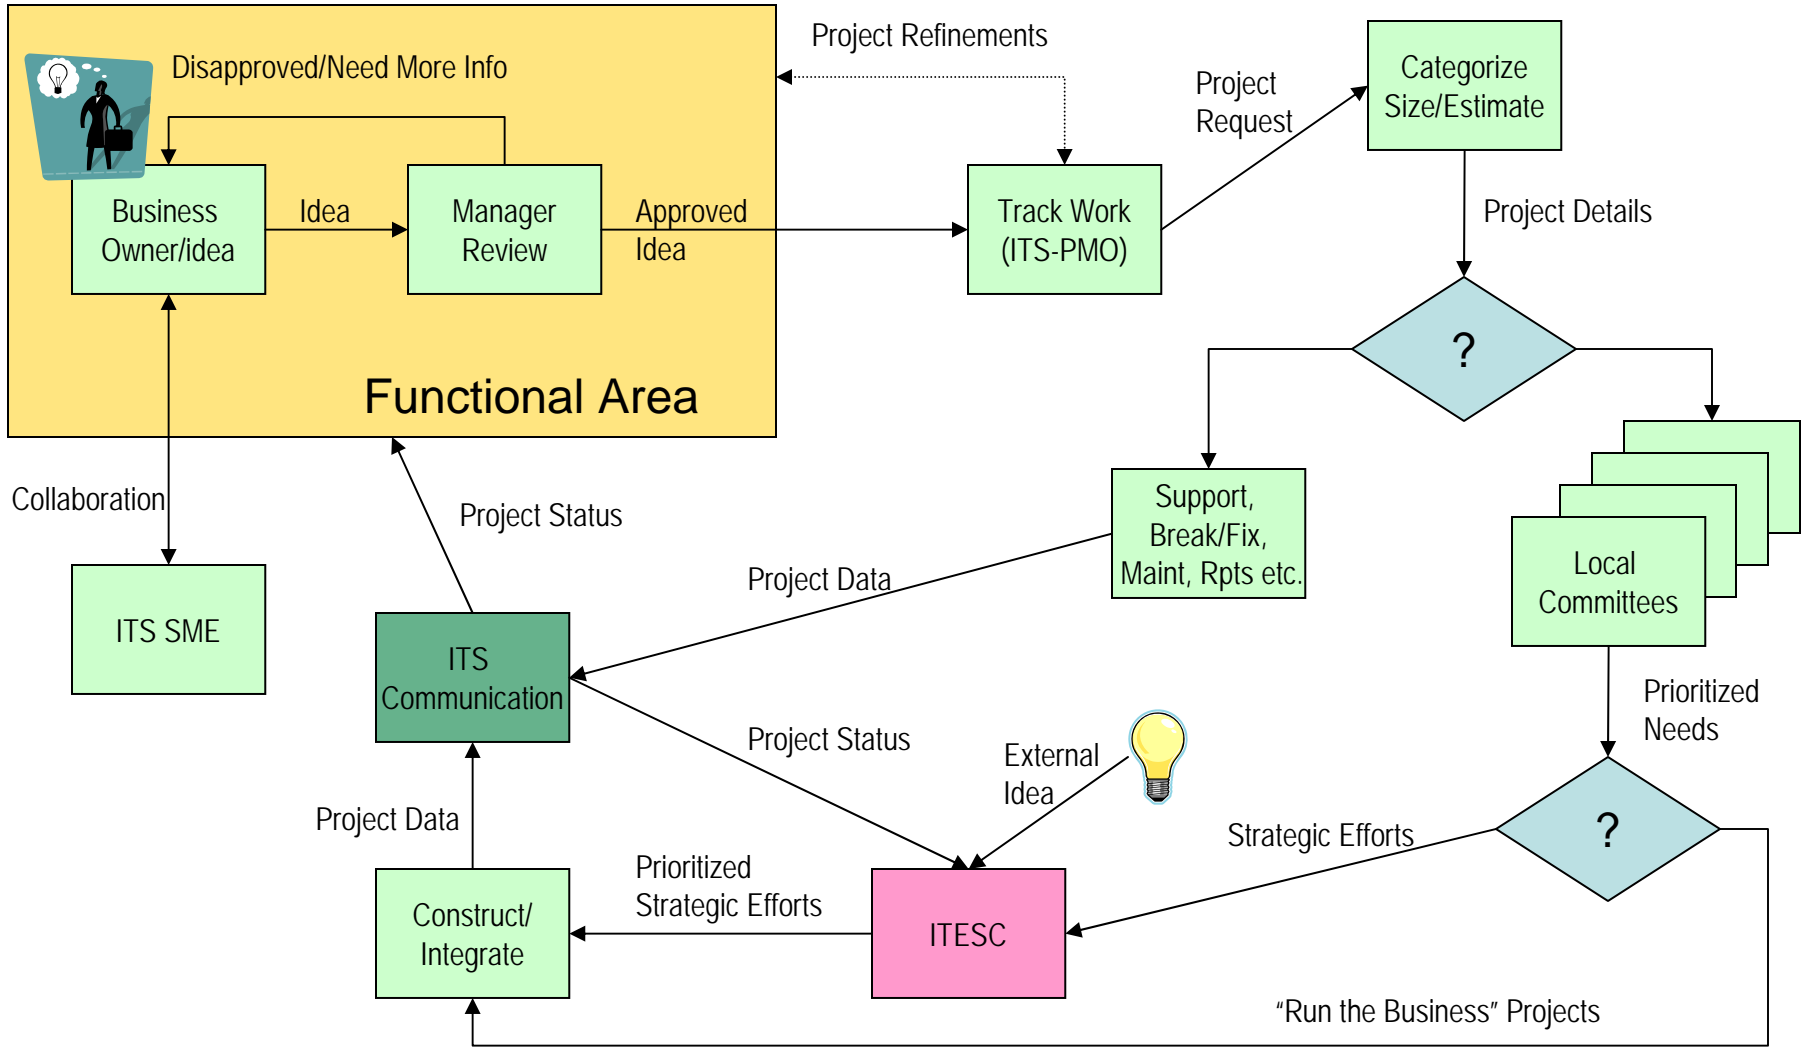 Project Refinements
Disapproved/Need More Info
Categorize
Size/Estimate
Project
Request
Business
Owner/idea
Idea
Manager
Review
Approved
Idea
Track Work
(ITS-PMO)
Project Details
?
Functional Area
Collaboration
Project Status
Support,
Break/Fix,
Maint, Rpts etc.
Local
Committees
Project Data
ITS SME
ITS
Communication
Prioritized
Needs
Project Status
External
Idea
Project Data
Strategic Efforts
?
Prioritized
Strategic Efforts
Construct/
Integrate
ITESC
“Run the Business” Projects